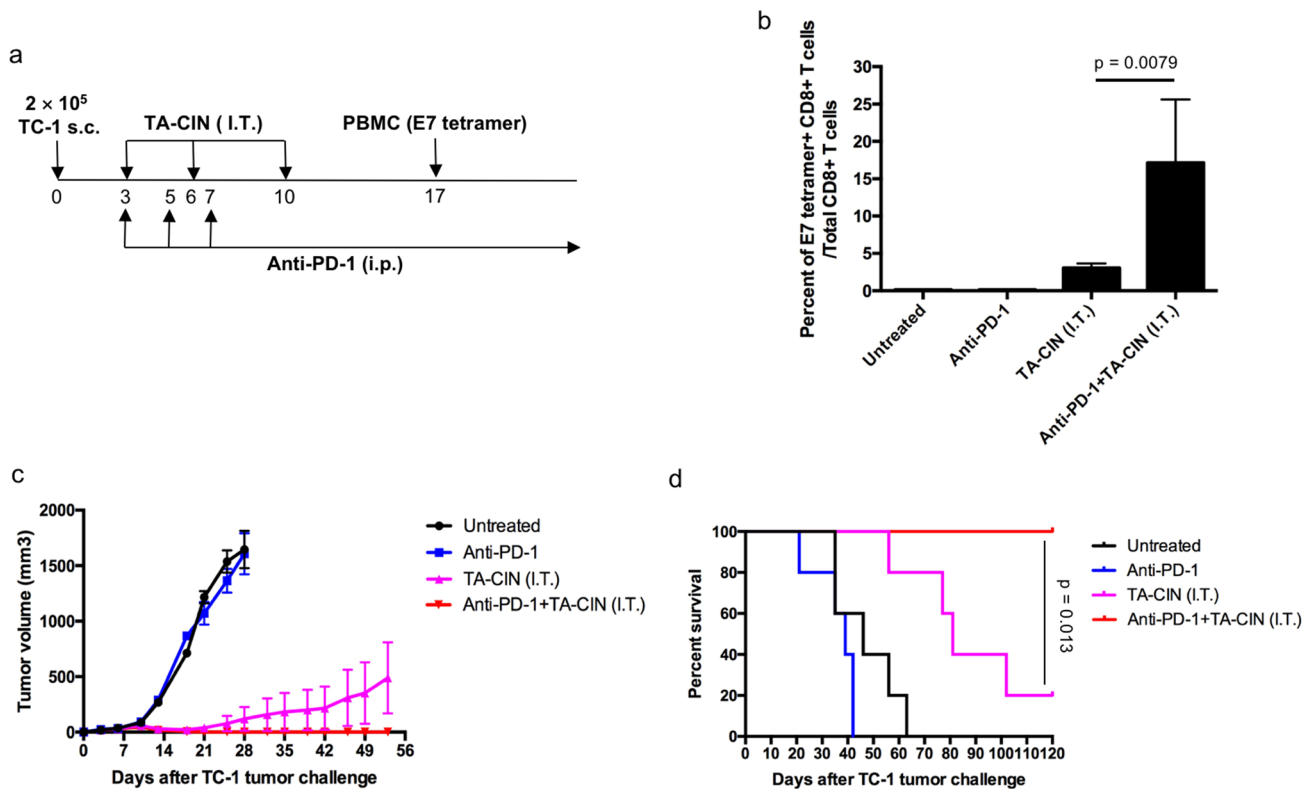 a
2 × 10⁵
TC-1 s.c.
TA-CIN ( I.T.)
PBMC (E7 tetramer)
0 3 5 6 7 10 17
Anti-PD-1 (i.p.)
b
Percent of E7 tetramer+ CD8+ T cells
/Total CD8+ T cells
30
25
20
15
10
5
0
p = 0.0079
Untreated
Anti-PD-1
TA-CIN (I.T.)
Anti-PD-1+TA-CIN (I.T.)
c
Tumor volume (mm3)
2000
1500
1000
500
0
0 7 14 21 28 35 42 49 56
Days after TC-1 tumor challenge
Untreated
Anti-PD-1
TA-CIN (I.T.)
Anti-PD-1+TA-CIN (I.T.)
d
Percent survival
100
80
60
40
20
0
0 10 20 30 40 50 60 70 80 90 100 110 120
Days after TC-1 tumor challenge
p = 0.013
Untreated
Anti-PD-1
TA-CIN (I.T.)
Anti-PD-1+TA-CIN (I.T.)